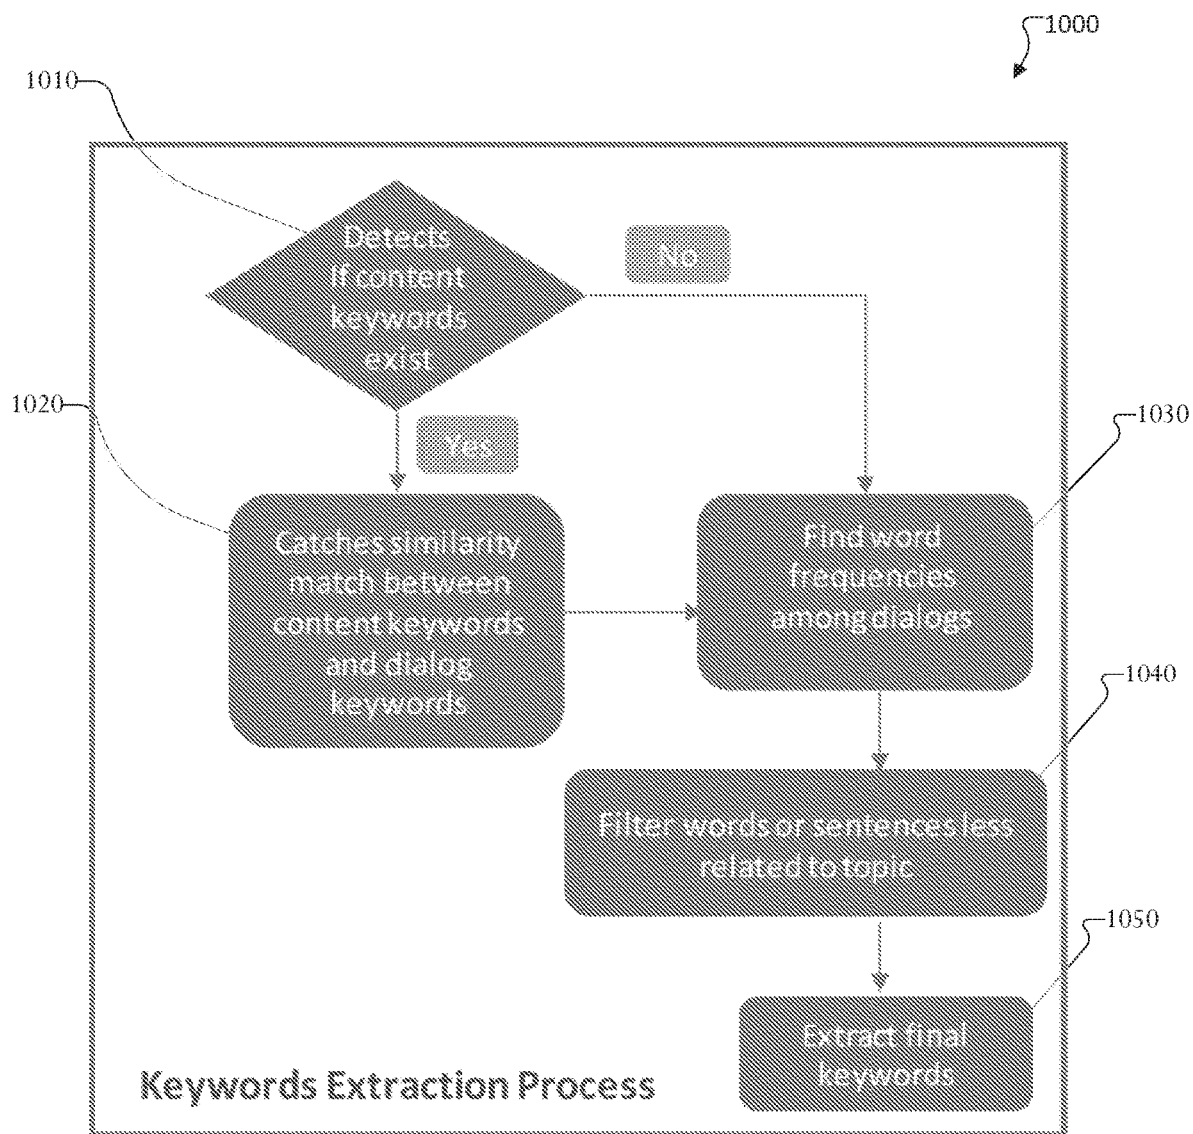 1000
1010
Detects
If content
keywords
exist
No
1020
Yes
1030
Catches similarity
match between
content keywords
and dialog
keywords
Find word
frequencies
among dialogs
1040
Filter words or sentences less
related to topic
1050
Extract final
keywords
Keywords Extraction Process